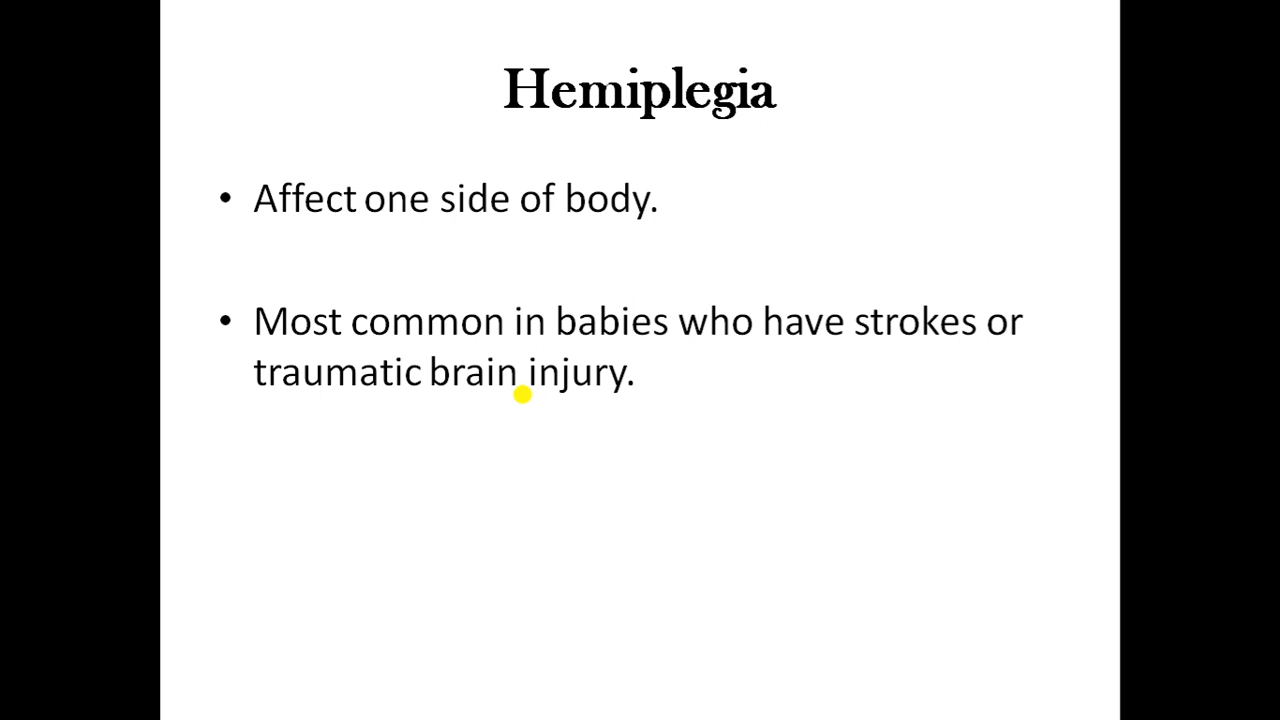 Hemiplegia
• Affect one side of body.
• Most common in babies who have strokes or
traumatic brain injury.